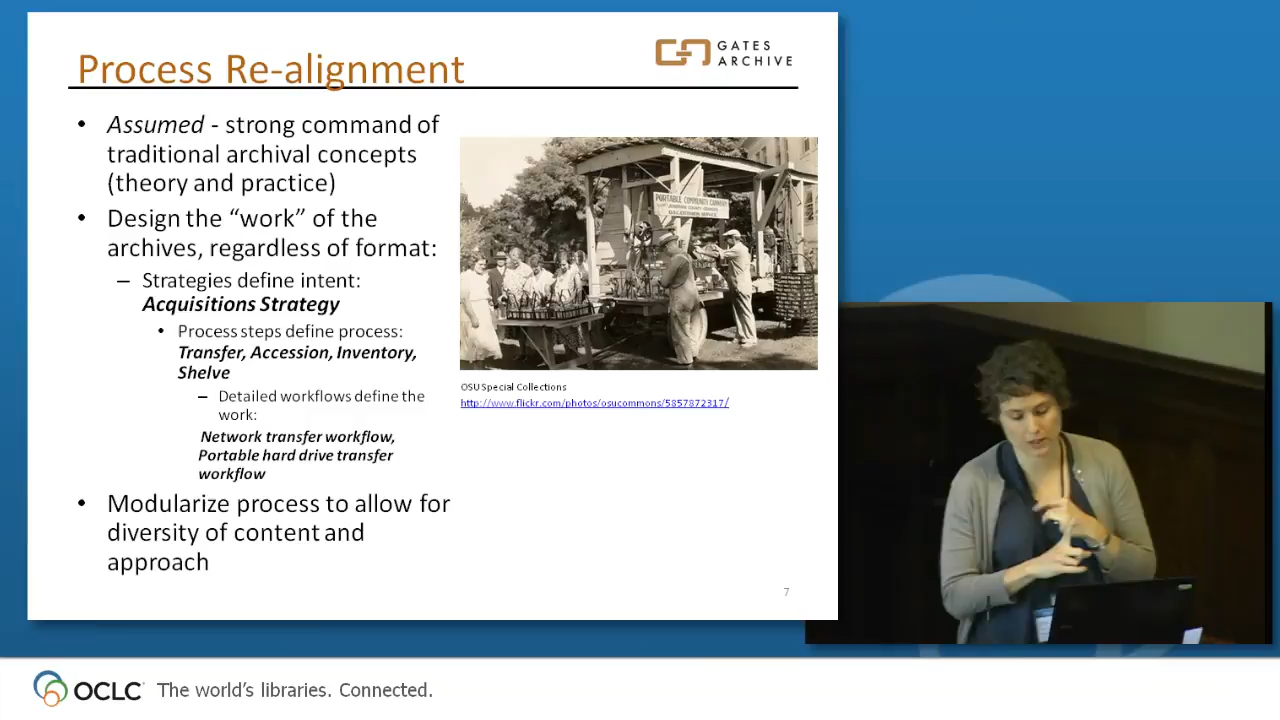 Process Re-alignment
GATES
ARCHIVE
• Assumed - strong command of
traditional archival concepts
(theory and practice)
• Design the “work” of the
archives, regardless of format:
– Strategies define intent:
Acquisitions Strategy
• Process steps define process:
Transfer, Accession, Inventory,
Shelve
– Detailed workflows define the
work:
Network transfer workflow,
Portable hard drive transfer
workflow
• Modularize process to allow for
diversity of content and
approach
PORTABLE COMMUNITY CANNERY
OSU Special Collections
http://www.flickr.com/photos/osucommons/5857872317/
7
OCLC The world's libraries. Connected.